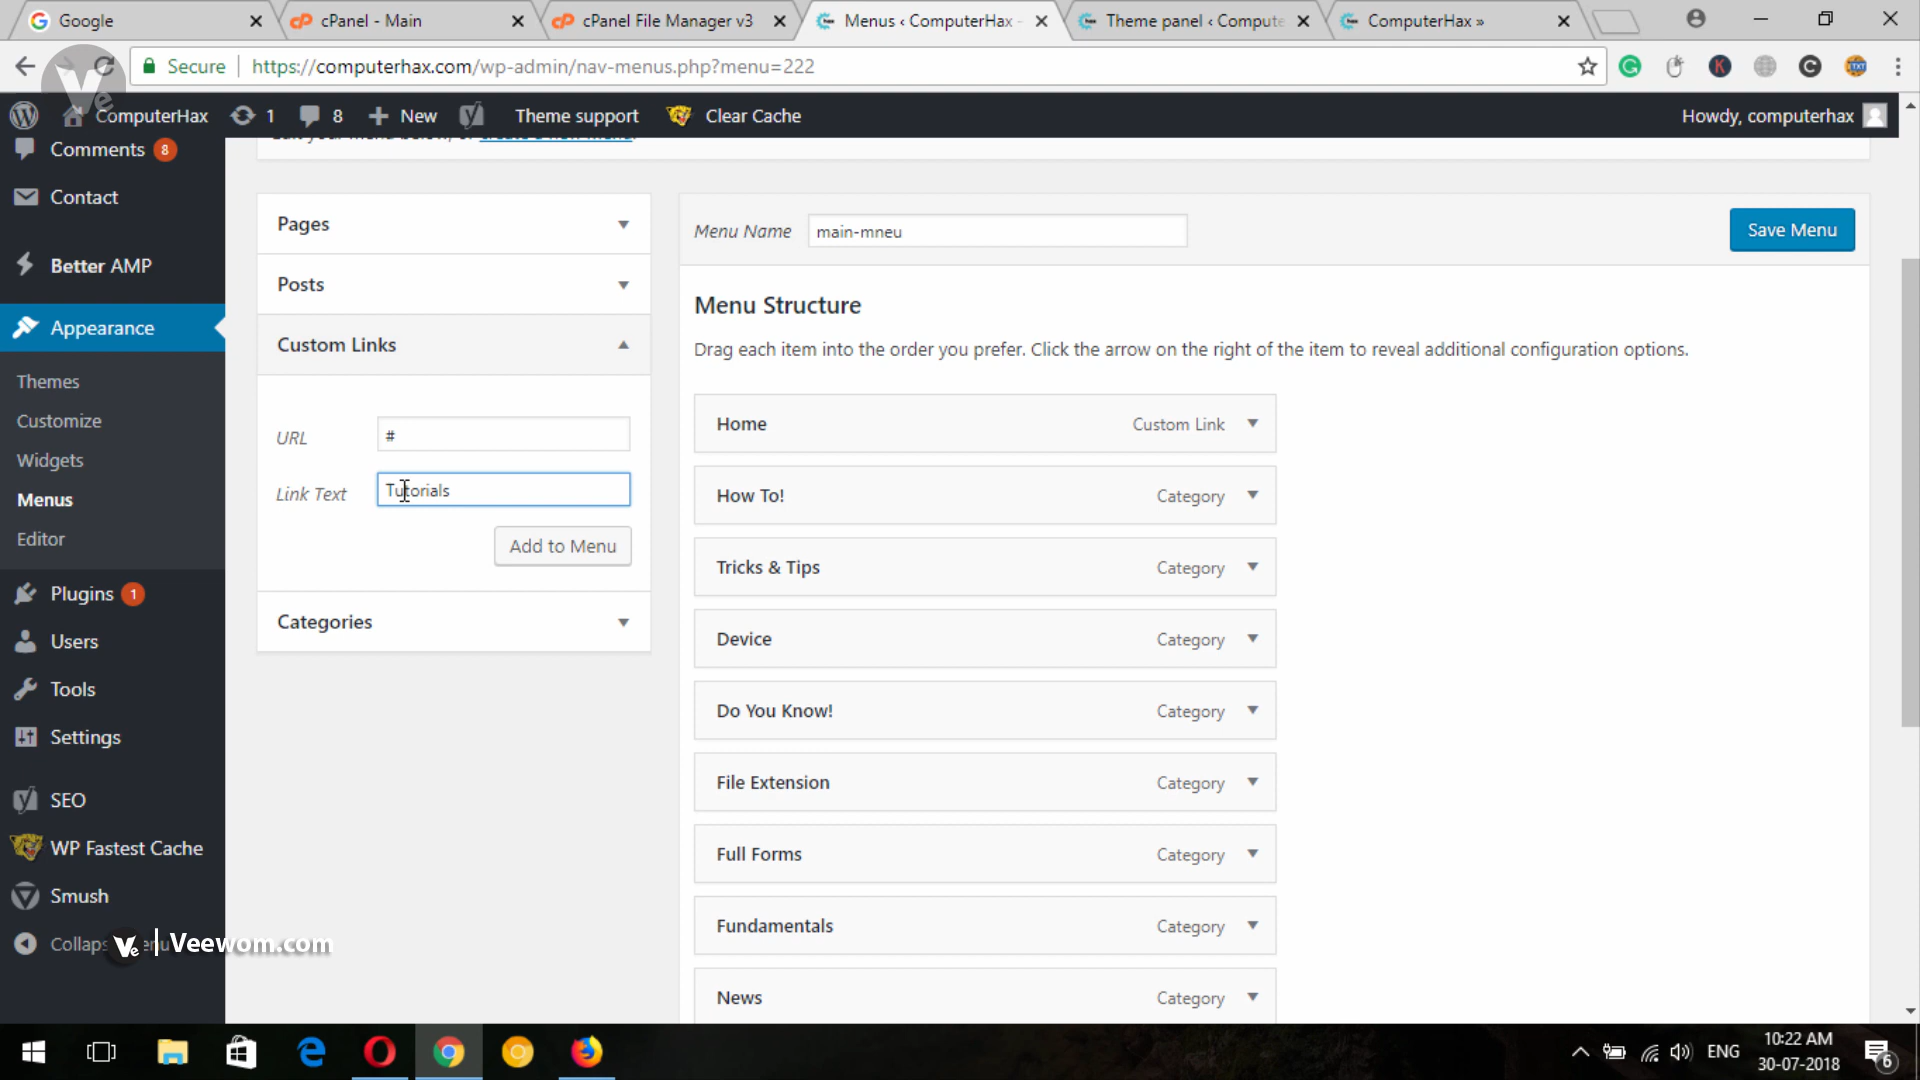 Google
cPanel - Main
cPanel File Manager v3
Menus ‹ ComputerHax -
Theme panel ‹ Compute
ComputerHax »
Secure
https://computerhax.com/wp-admin/nav-menus.php?menu=222
ComputerHax
1
8
New
Theme support
Clear Cache
Howdy, computerhax
Edit your menu below, or create a new menu.
Comments 8
Contact
Better AMP
Appearance
Themes
Customize
Widgets
Menus
Editor
Plugins 1
Users
Tools
Settings
SEO
WP Fastest Cache
Smush
Veewom.com
Pages
Posts
Custom Links
URL
#
Link Text
Tutorials
Add to Menu
Categories
Menu Name
main-mneu
Save Menu
Menu Structure
Drag each item into the order you prefer. Click the arrow on the right of the item to reveal additional configuration options.
Home
Custom Link
How To!
Category
Tricks & Tips
Category
Device
Category
Do You Know!
Category
File Extension
Category
Full Forms
Category
Fundamentals
Category
News
Category
ENG
10:22 AM
30-07-2018
6